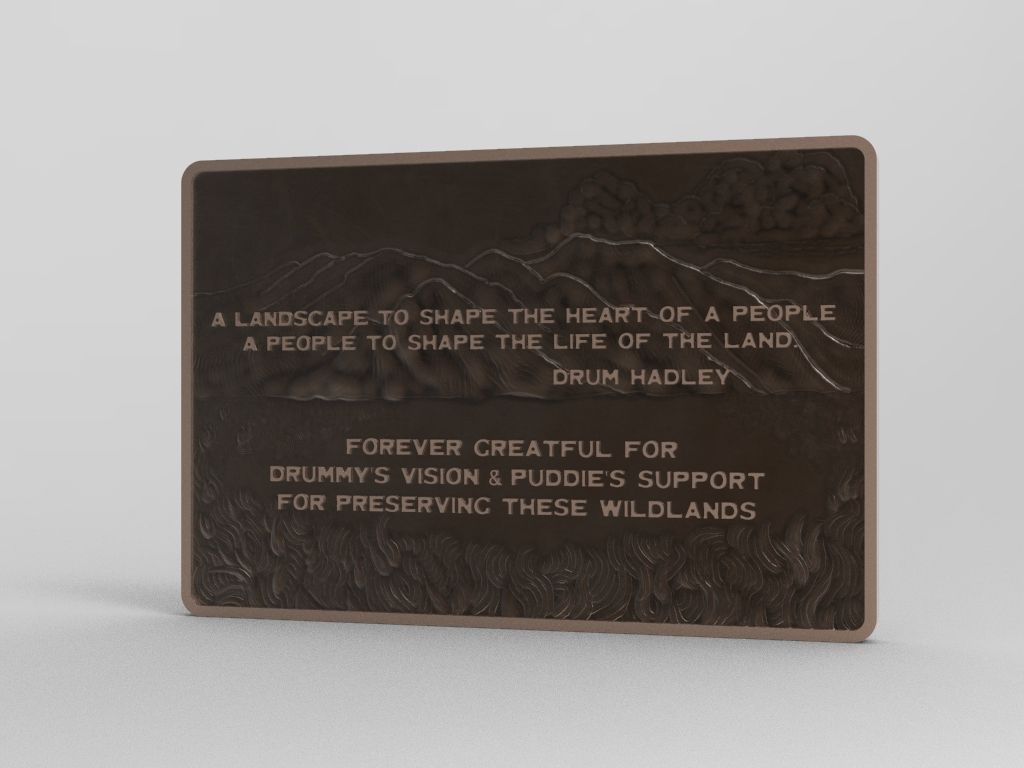 A LANDSCAPE TO SHAPE THE HEART OF A PEOPLE
A PEOPLE TO SHAPE THE LIFE OF THE LAND.
DRUM HADLEY
FOREVER GREATFUL FOR
DRUMMY'S VISION & PUDDIE'S SUPPORT
FOR PRESERVING THESE WILDLANDS